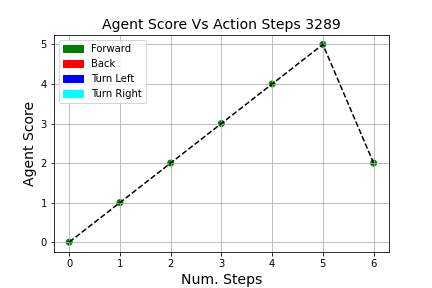 Agent Score Vs Action Steps 3289
Forward
Back
Turn Left
Turn Right
Agent Score
5
4
3
2
1
0
0 1 2 3 4 5 6
Num. Steps